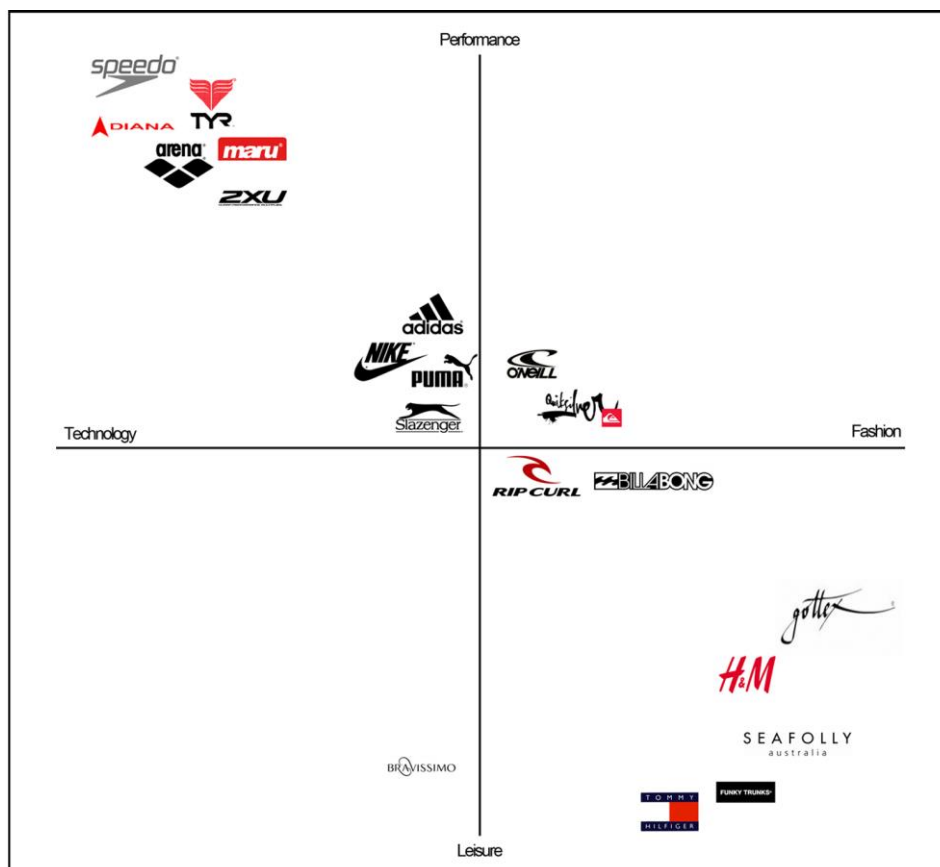 Performance
speedo
TYR
DIANA
arena
maru
2XU
adidas
NIKE
PUMA
O'NEILL
Quiksilver
Slazenger
Technology
Fashion
RIP CURL
BILLABONG
gottex
H&M
SEAFOLLY
australia
BRAVISSIMO
FUNKY TRUNKS
TOMMY
HILFIGER
Leisure